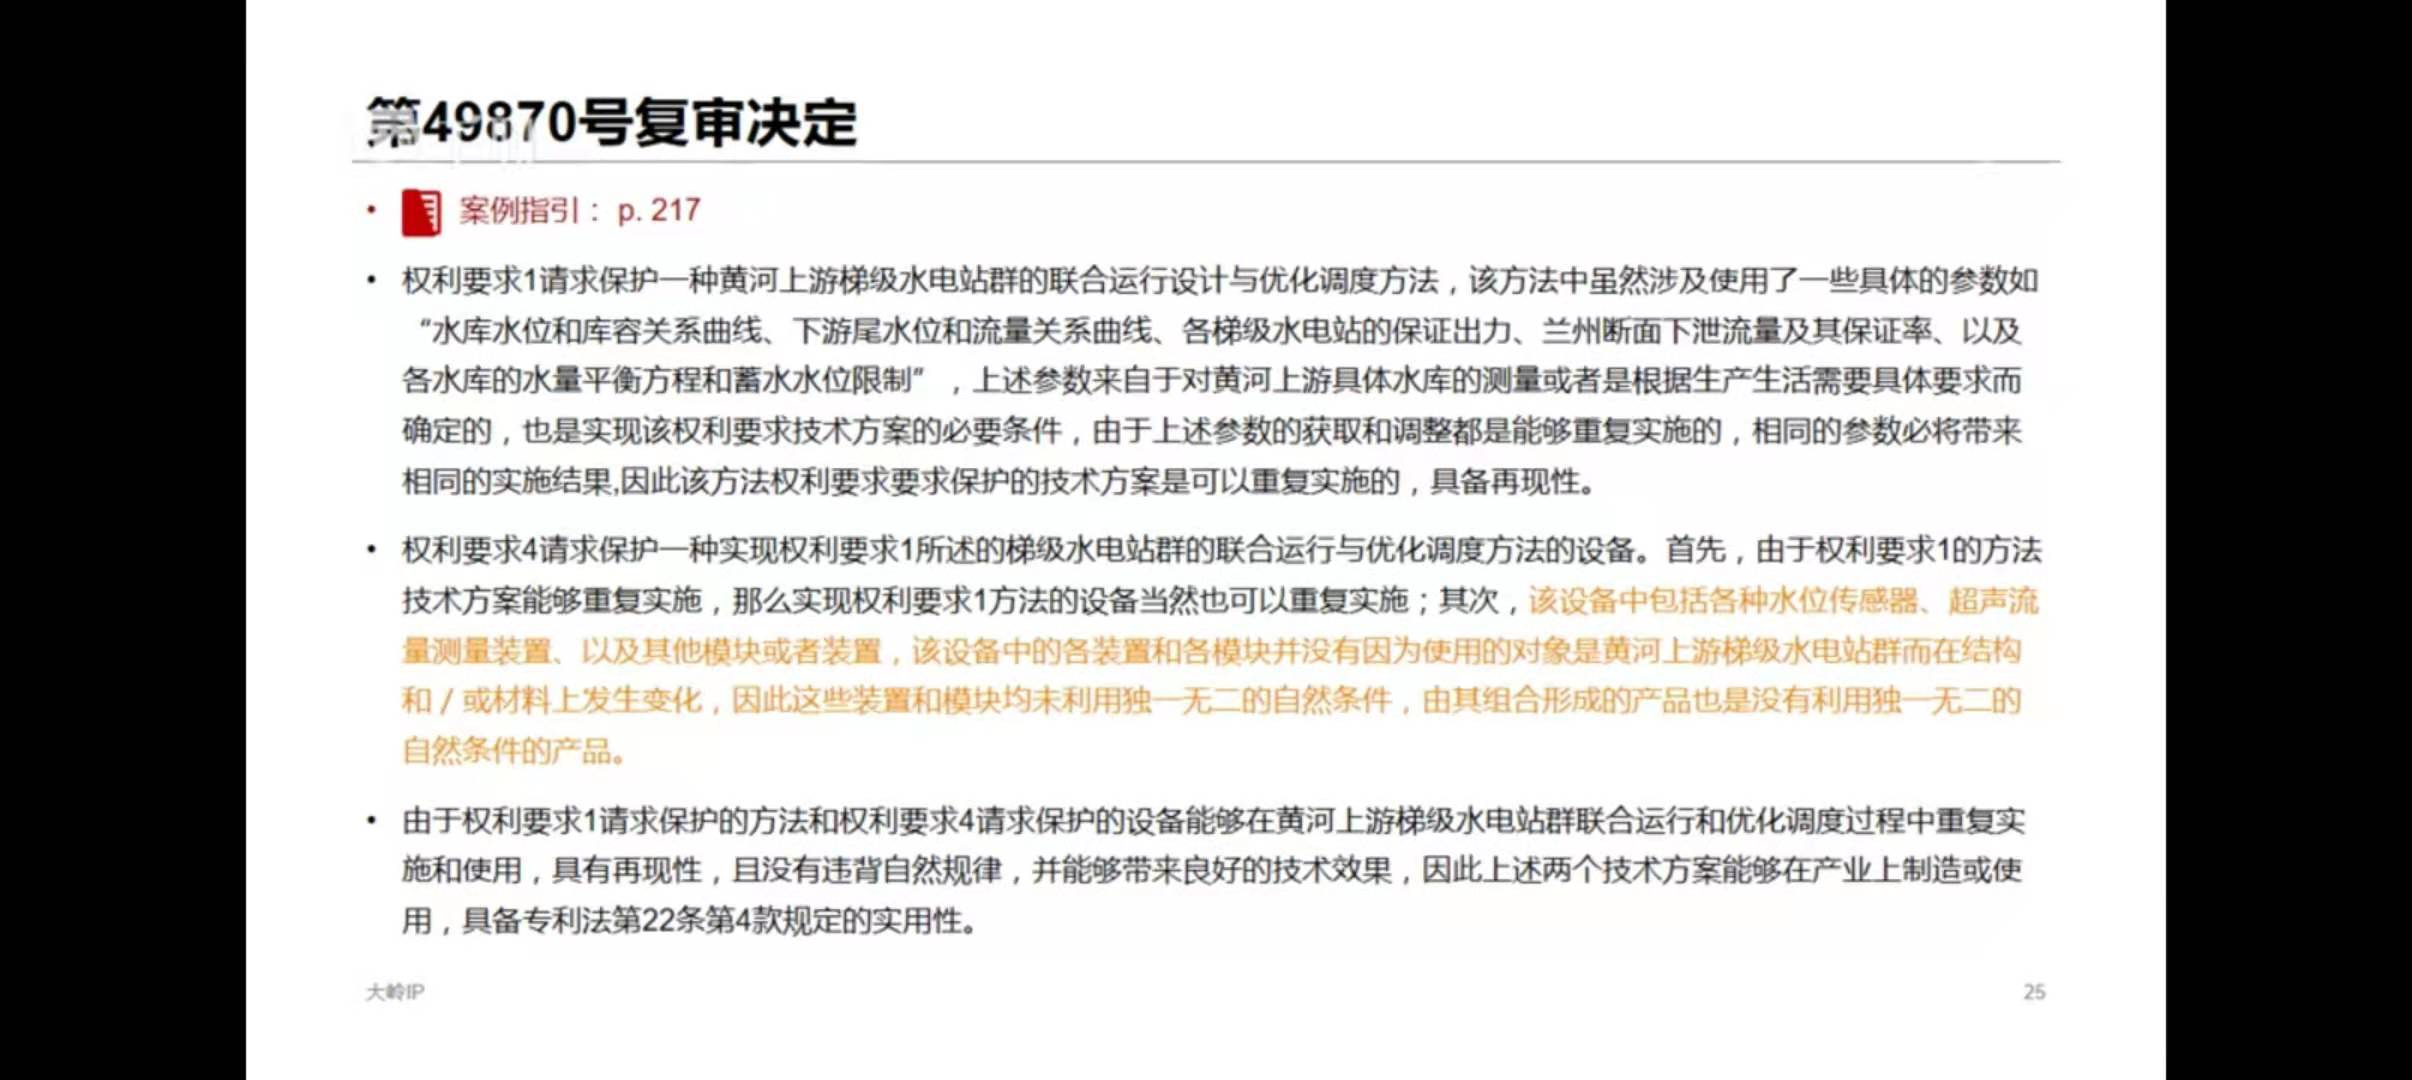 第49870号复审决定
• 案例指引：p. 217
• 权利要求1请求保护一种黄河上游梯级水电站群的联合运行设计与优化调度方法，该方法中虽然涉及使用了一些具体的参数如
“水库水位和库容关系曲线、下游尾水位和流量关系曲线、各梯级水电站的保证出力、兰州断面下泄流量及其保证率、以及
各水库的水量平衡方程和蓄水水位限制”，上述参数来自于对黄河上游具体水库的测量或者是根据生产生活需要具体要求而
确定的，也是实现该权利要求技术方案的必要条件，由于上述参数的获取和调整都是能够重复实施的，相同的参数必将带来
相同的实施结果,因此该方法权利要求要求保护的技术方案是可以重复实施的，具备再现性。
• 权利要求4请求保护一种实现权利要求1所述的梯级水电站群的联合运行与优化调度方法的设备。首先，由于权利要求1的方法
技术方案能够重复实施，那么实现权利要求1方法的设备当然也可以重复实施；其次，该设备中包括各种水位传感器、超声流
量测量装置、以及其他模块或者装置，该设备中的各装置和各模块并没有因为使用的对象是黄河上游梯级水电站群而在结构
和/或材料上发生变化，因此这些装置和模块均未利用独一无二的自然条件，由其组合形成的产品也是没有利用独一无二的
自然条件的产品。
• 由于权利要求1请求保护的方法和权利要求4请求保护的设备能够在黄河上游梯级水电站群联合运行和优化调度过程中重复实
施和使用，具有再现性，且没有违背自然规律，并能够带来良好的技术效果，因此上述两个技术方案能够在产业上制造或使
用，具备专利法第22条第4款规定的实用性。
大岭IP
25